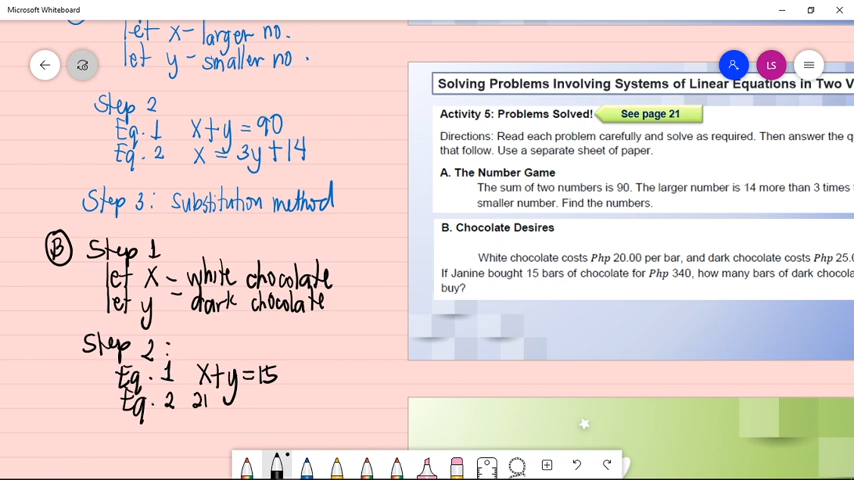 Microsoft Whiteboard
let x - larger no.
let y - smaller no.
LS
Step 2
Eq. 1 x+y=90
Eq. 2 x = 3y+14
Step 3: substitution method
B Step 1
let x - white chocolate
let y - dark chocolate
Step 2:
Eq. 1 x+y=15
Eq. 2 21
Solving Problems Involving Systems of Linear Equations in Two V
Activity 5: Problems Solved! See page 21
Directions: Read each problem carefully and solve as required. Then answer the q
that follow. Use a separate sheet of paper.
A. The Number Game
The sum of two numbers is 90. The larger number is 14 more than 3 times
smaller number. Find the numbers.
B. Chocolate Desires
White chocolate costs Php 20.00 per bar, and dark chocolate costs Php 25.0
If Janine bought 15 bars of chocolate for Php 340, how many bars of dark chocola
buy?